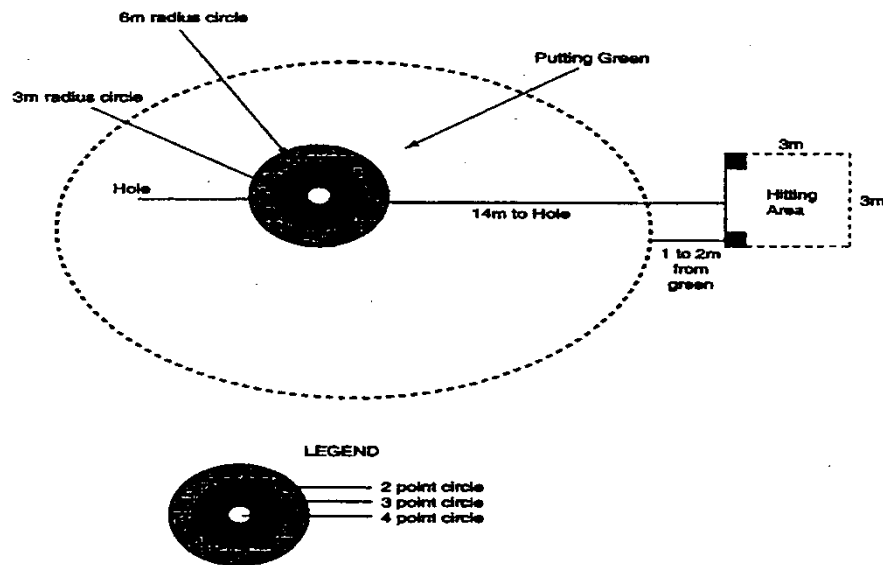 6m radius circle
Putting Green
3m radius circle
3m
Hole
Hitting
Area
3m
14m to Hole
1 to 2m
from
green
LEGEND
2 point circle
3 point circle
4 point circle